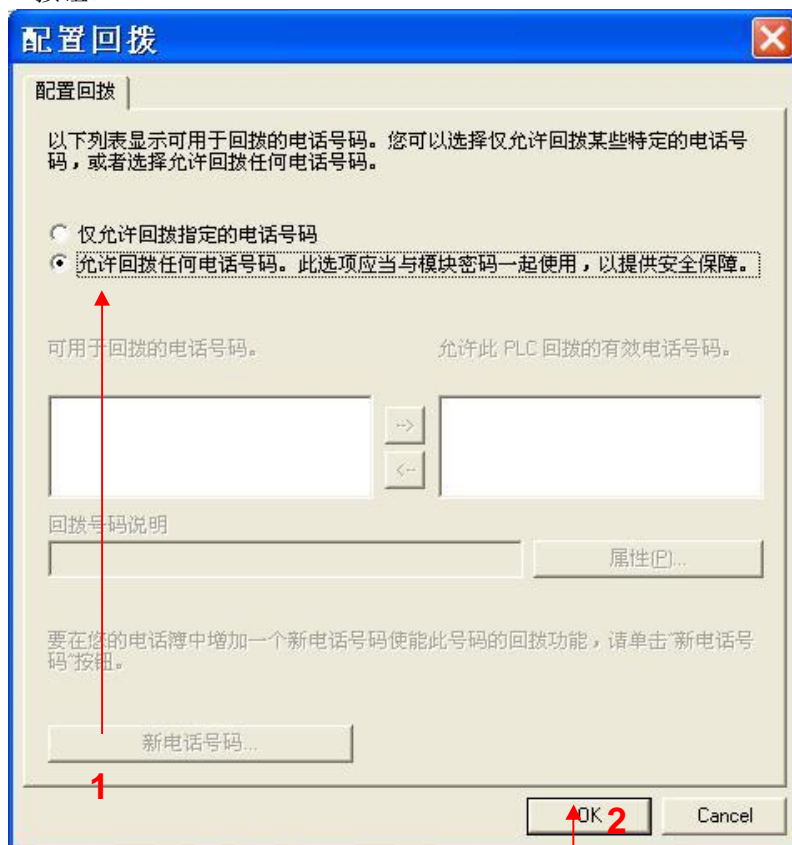 配置回拨
配置回拨
以下列表显示可用于回拨的电话号码。您可以选择仅允许回拨某些特定的电话号
码，或者选择允许回拨任何电话号码。
仅允许回拨指定的电话号码
允许回拨任何电话号码。此选项应当与模块密码一起使用，以提供安全保障。
可用于回拨的电话号码。
允许此 PLC 回拨的有效电话号码。
-->
<--
回拨号码说明
属性(P)...
要在您的电话簿中增加一个新电话号码使能此号码的回拨功能，请单击“新电话号
码”按钮。
新电话号码...
1
OK
2
Cancel